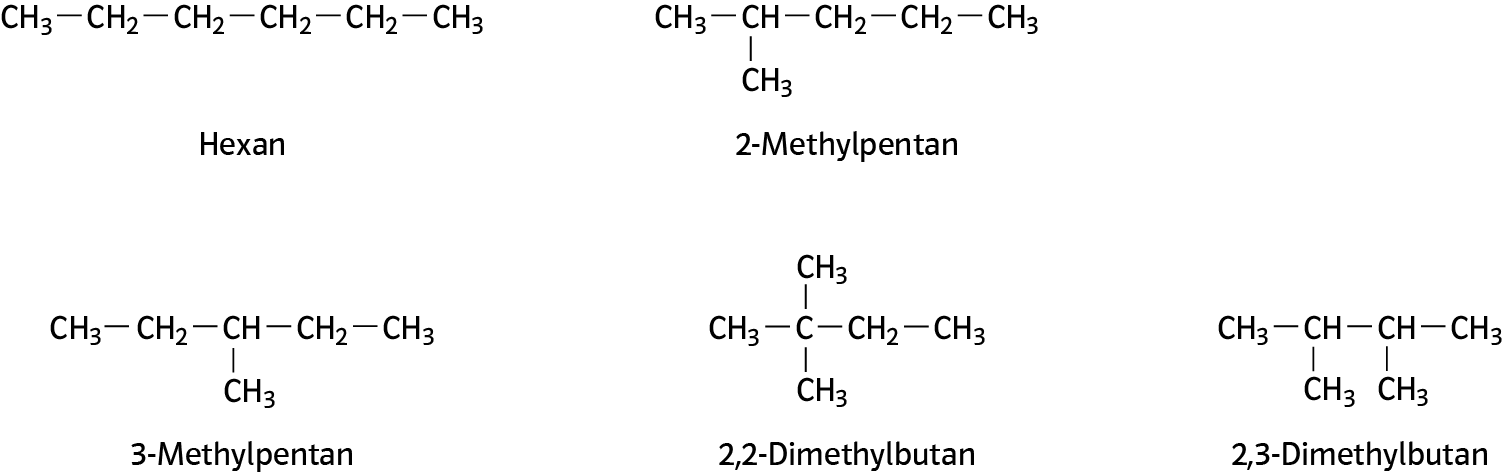 CH₃—CH₂—CH₂—CH₂—CH₂—CH₃
Hexan
CH₃—CH—CH₂—CH₂—CH₃
CH₃
2-Methylpentan
CH₃—CH₂—CH—CH₂—CH₃
CH₃
3-Methylpentan
CH₃
CH₃—C—CH₂—CH₃
CH₃
2,2-Dimethylbutan
CH₃—CH—CH—CH₃
CH₃ CH₃
2,3-Dimethylbutan